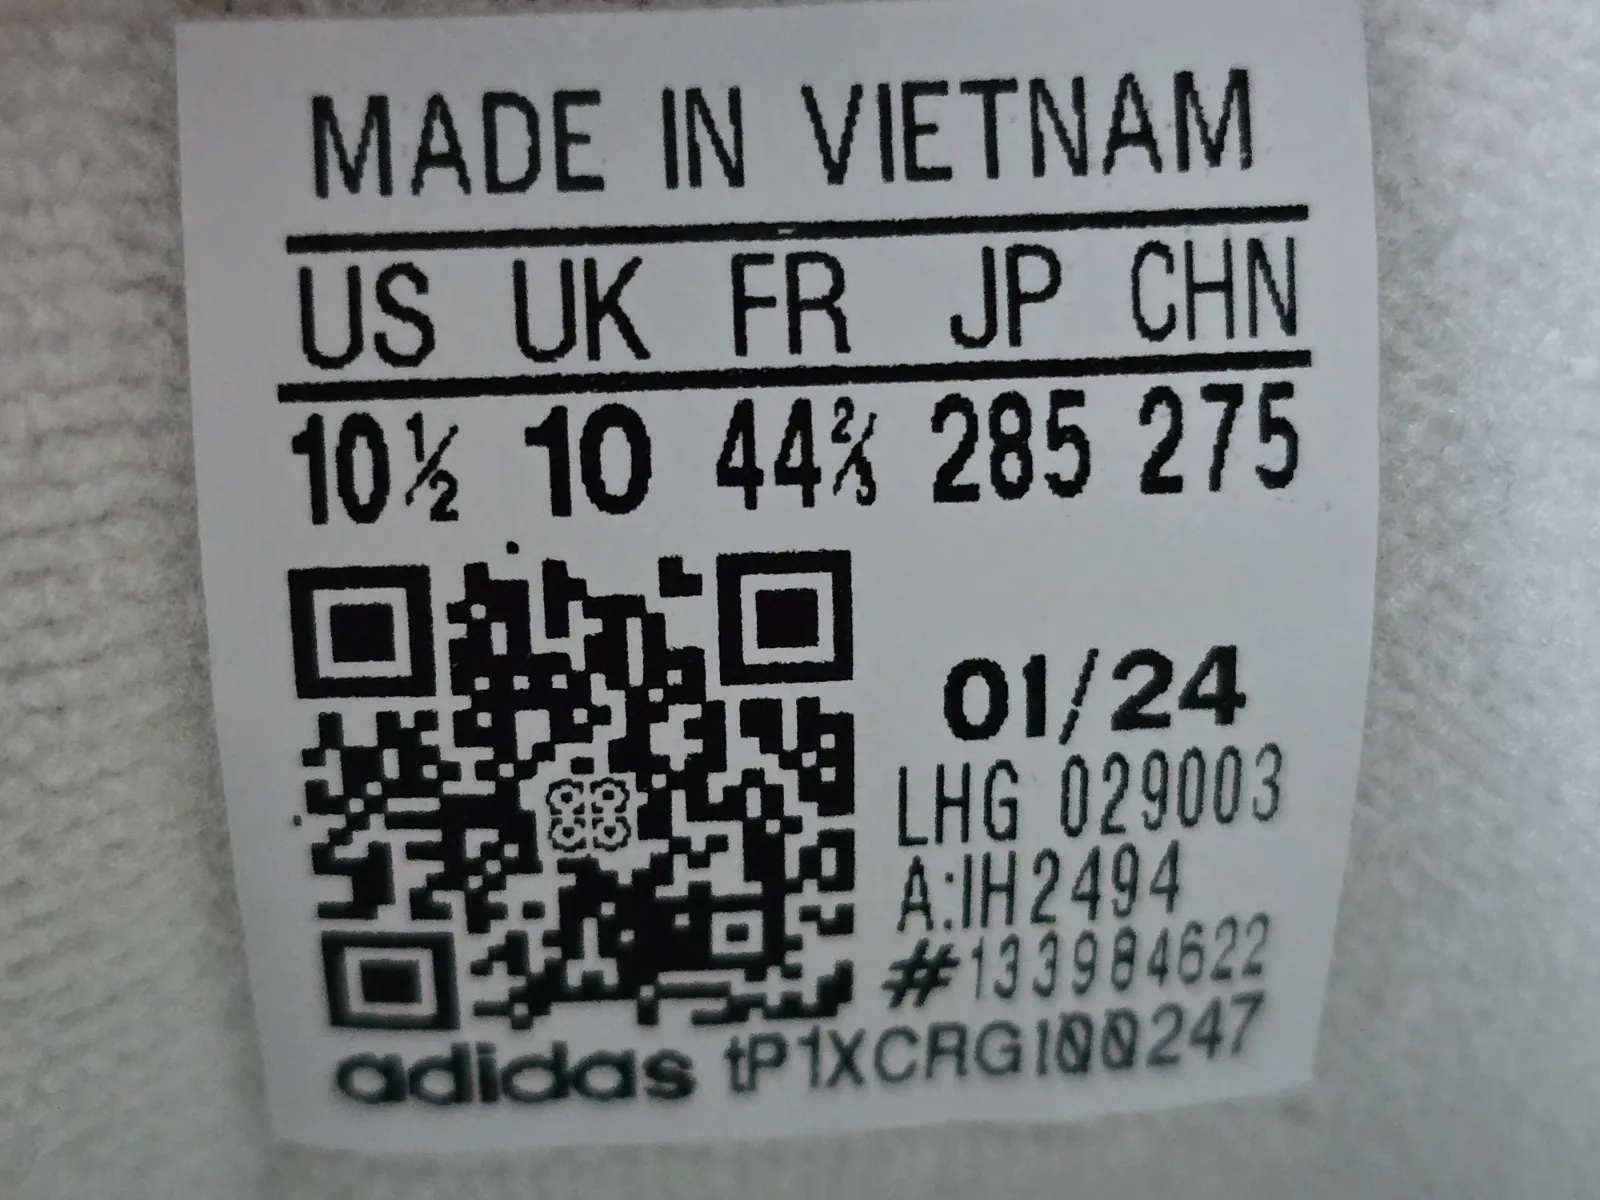 MADE IN VIETNAM
US UK FR JP CHN
10½ 10 44⅔ 285 275
01/24
LHG 029003
A:IH2494
#133984622
adidas tP1XCRG100247